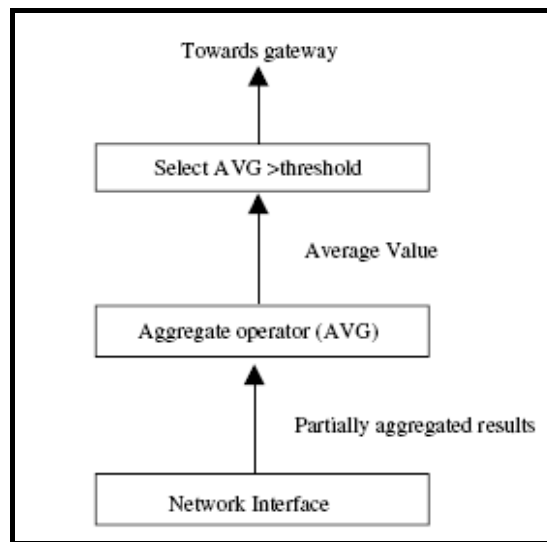 Towards gateway
Select AVG >threshold
Average Value
Aggregate operator (AVG)
Partially aggregated results
Network Interface